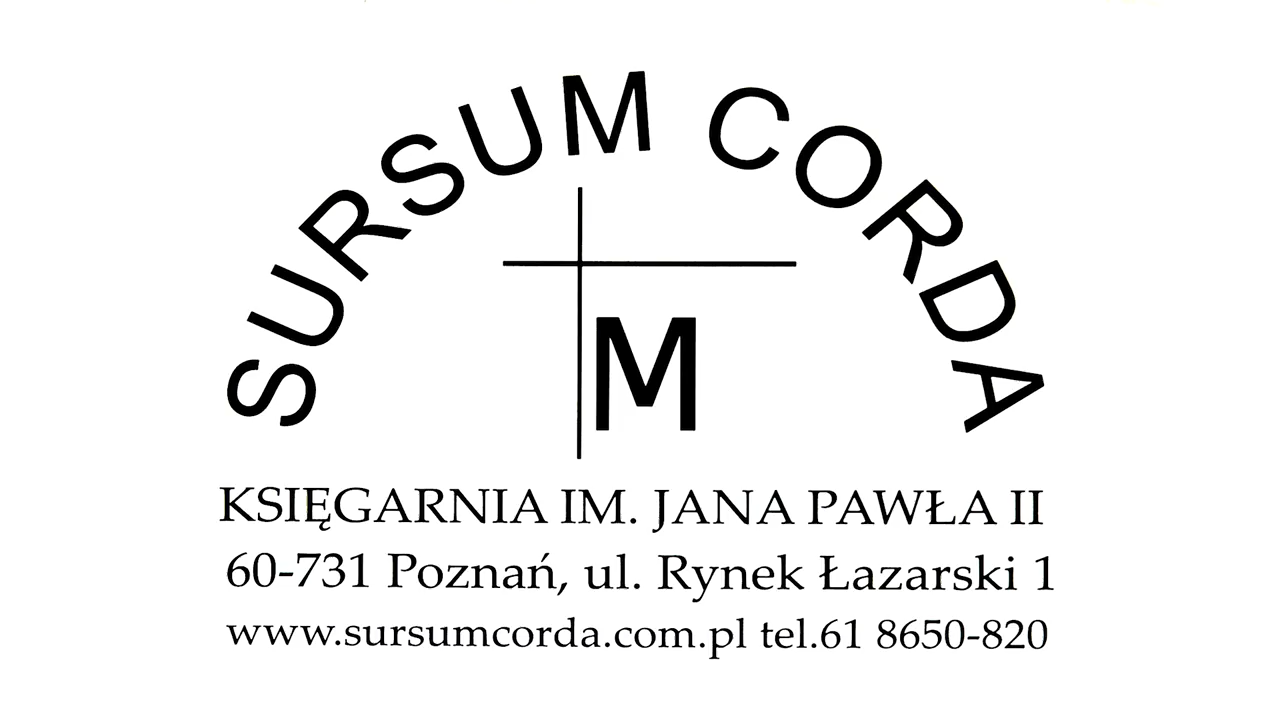 SURSUM CORDA
M
KSIĘGARNIA IM. JANA PAWŁA II
60-731 Poznań, ul. Rynek Łazarski 1
www.sursumcorda.com.pl tel.61 8650-820